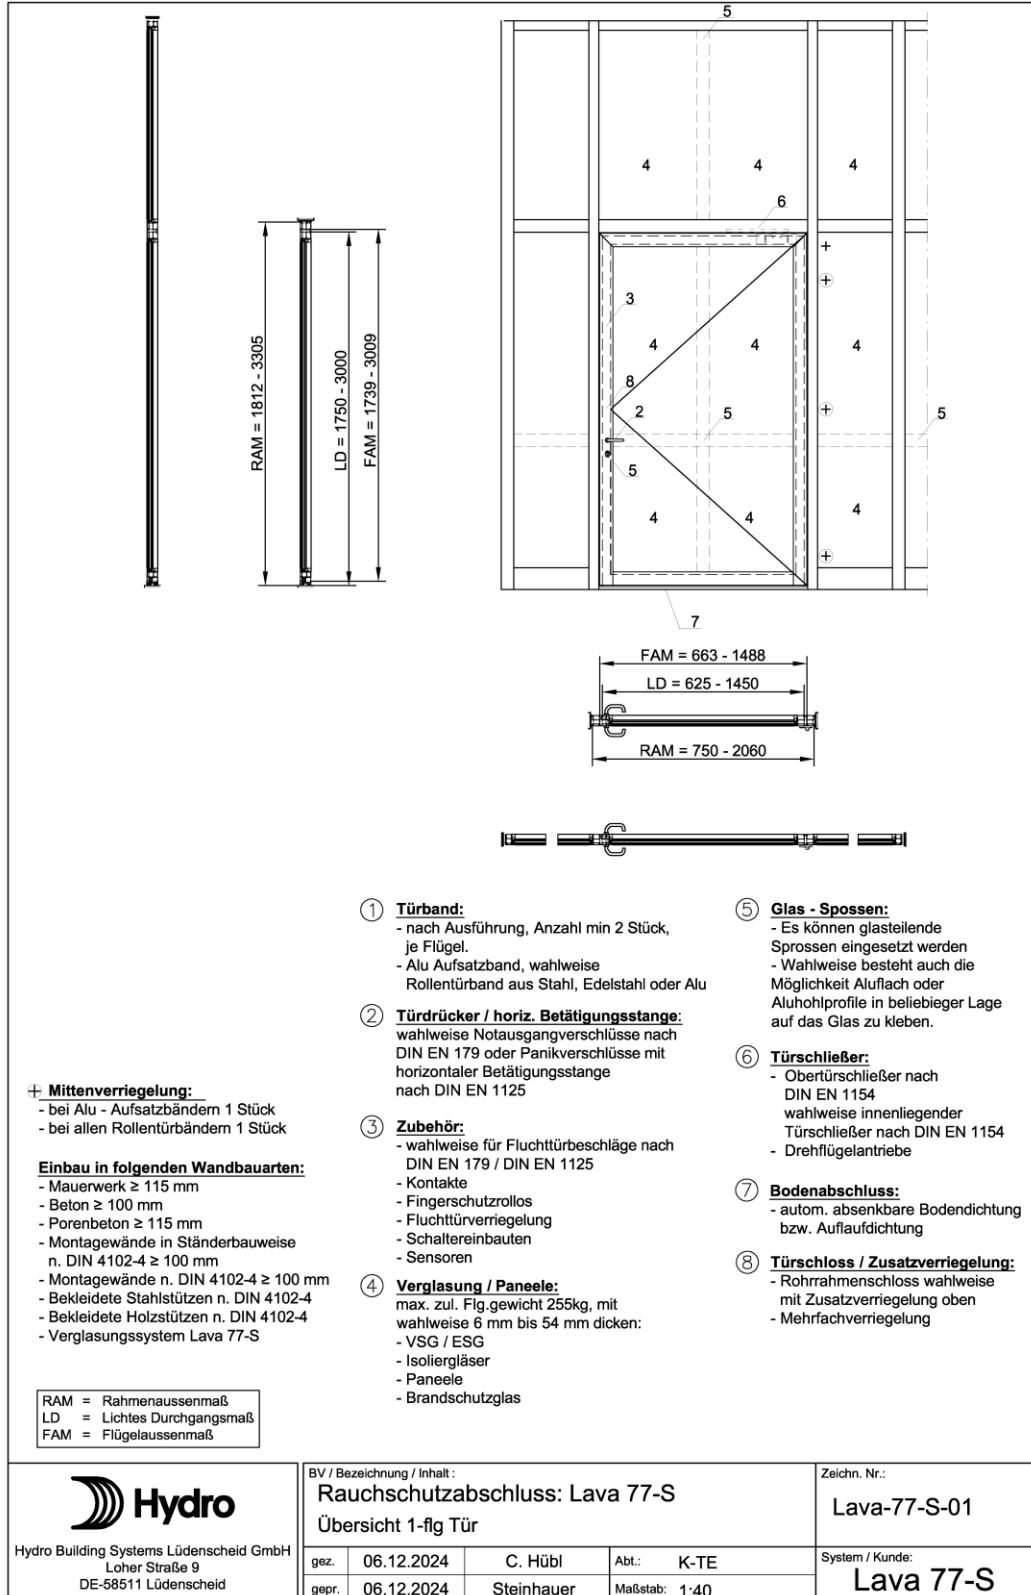 5
4
4
4
6
3
4
4
4
8
2
5
5
5
4
4
4
7
RAM = 1812 - 3305
LD = 1750 - 3000
FAM = 1739 - 3009
FAM = 663 - 1488
LD = 625 - 1450
RAM = 750 - 2060
Mittenverriegelung:
- bei Alu - Aufsatzbändern 1 Stück
- bei allen Rollentürbändern 1 Stück
Einbau in folgenden Wandbauarten:
- Mauerwerk ≥ 115 mm
- Beton ≥ 100 mm
- Porenbeton ≥ 115 mm
- Montagewände in Ständerbauweise
n. DIN 4102-4 ≥ 100 mm
- Montagewände n. DIN 4102-4 ≥ 100 mm
- Bekleidete Stahlstützen n. DIN 4102-4
- Bekleidete Holzstützen n. DIN 4102-4
- Verglasungssystem Lava 77-S
RAM = Rahmenaussenmaß
LD = Lichtes Durchgangsmaß
FAM = Flügelaussenmaß
1 Türband:
- nach Ausführung, Anzahl min 2 Stück,
je Flügel.
- Alu Aufsatzband, wahlweise
Rollentürband aus Stahl, Edelstahl oder Alu
2 Türdrücker / horiz. Betätigungsstange:
wahlweise Notausgangverschlüsse nach
DIN EN 179 oder Panikverschlüsse mit
horizontaler Betätigungsstange
nach DIN EN 1125
3 Zubehör:
- wahlweise für Fluchttürbeschläge nach
DIN EN 179 / DIN EN 1125
- Kontakte
- Fingerschutzrollos
- Fluchttürverriegelung
- Schaltereinbauten
- Sensoren
4 Verglasung / Paneele:
max. zul. Flg.gewicht 255kg, mit
wahlweise 6 mm bis 54 mm dicken:
- VSG / ESG
- Isoliergläser
- Paneele
- Brandschutzglas
5 Glas - Spossen:
- Es können glasteilende
Sprossen eingesetzt werden
- Wahlweise besteht auch die
Möglichkeit Aluflach oder
Aluhohlprofile in beliebieger Lage
auf das Glas zu kleben.
6 Türschließer:
- Obertürschließer nach
DIN EN 1154
wahlweise innenliegender
Türschließer nach DIN EN 1154
- Drehflügelantriebe
7 Bodenabschluss:
- autom. absenkbare Bodendichtung
bzw. Auflaufdichtung
8 Türschloss / Zusatzverriegelung:
- Rohrrahmenschloss wahlweise
mit Zusatzverriegelung oben
- Mehrfachverriegelung
Hydro
Hydro Building Systems Lüdenscheid GmbH
Loher Straße 9
DE-58511 Lüdenscheid
BV / Bezeichnung / Inhalt :
Rauchschutzabschluss: Lava 77-S
Übersicht 1-flg Tür
gez. 06.12.2024 C. Hübl Abt.: K-TE
gepr. 06.12.2024 Steinhauer Maßstab: 1:40
Zeichn. Nr.:
Lava-77-S-01
System / Kunde:
Lava 77-S